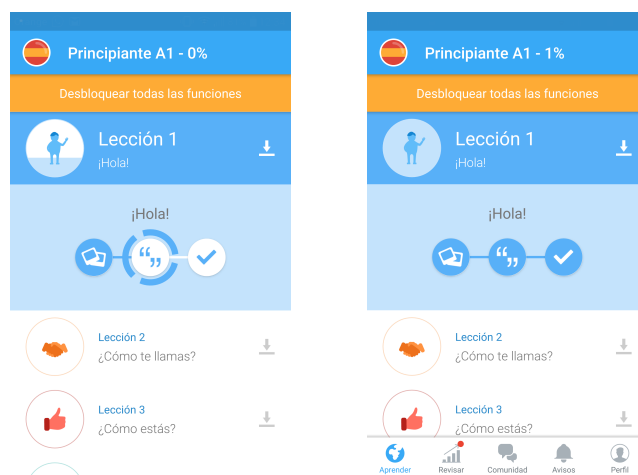 Principiante A1 - 0%
Desbloquear todas las funciones
Lección 1
¡Hola!
¡Hola!
Lección 2
¿Cómo te llamas?
Lección 3
¿Cómo estás?
Principiante A1 - 1%
Desbloquear todas las funciones
Lección 1
¡Hola!
¡Hola!
Lección 2
¿Cómo te llamas?
Lección 3
¿Cómo estás?
Aprender Revisar Comunidad Avisos Perfil